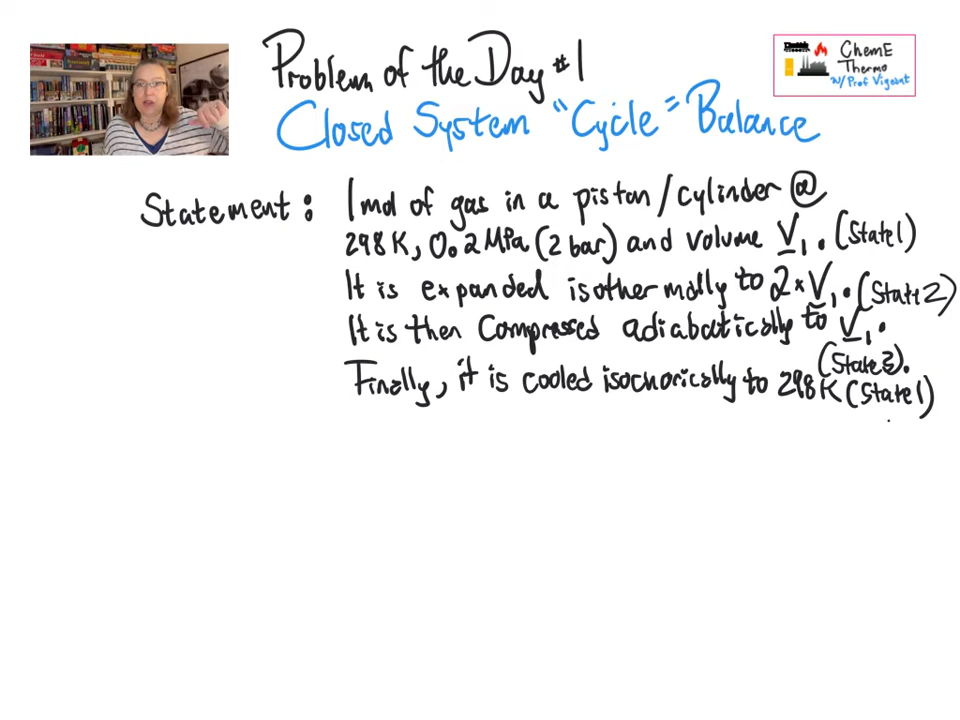 Problem of the Day #1
Closed System "Cycle" Balance
ChemE
Thermo
w/ Prof Vigeant
Statement: 1 mol of gas in a piston/cylinder @
298 K, 0.2 MPa (2 bar) and volume V1. (State 1)
It is expanded isothermally to 2*V1. (State 2)
It is then compressed adiabatically to V1.
(State 3).
Finally, it is cooled isochorically to 298K (State 1)